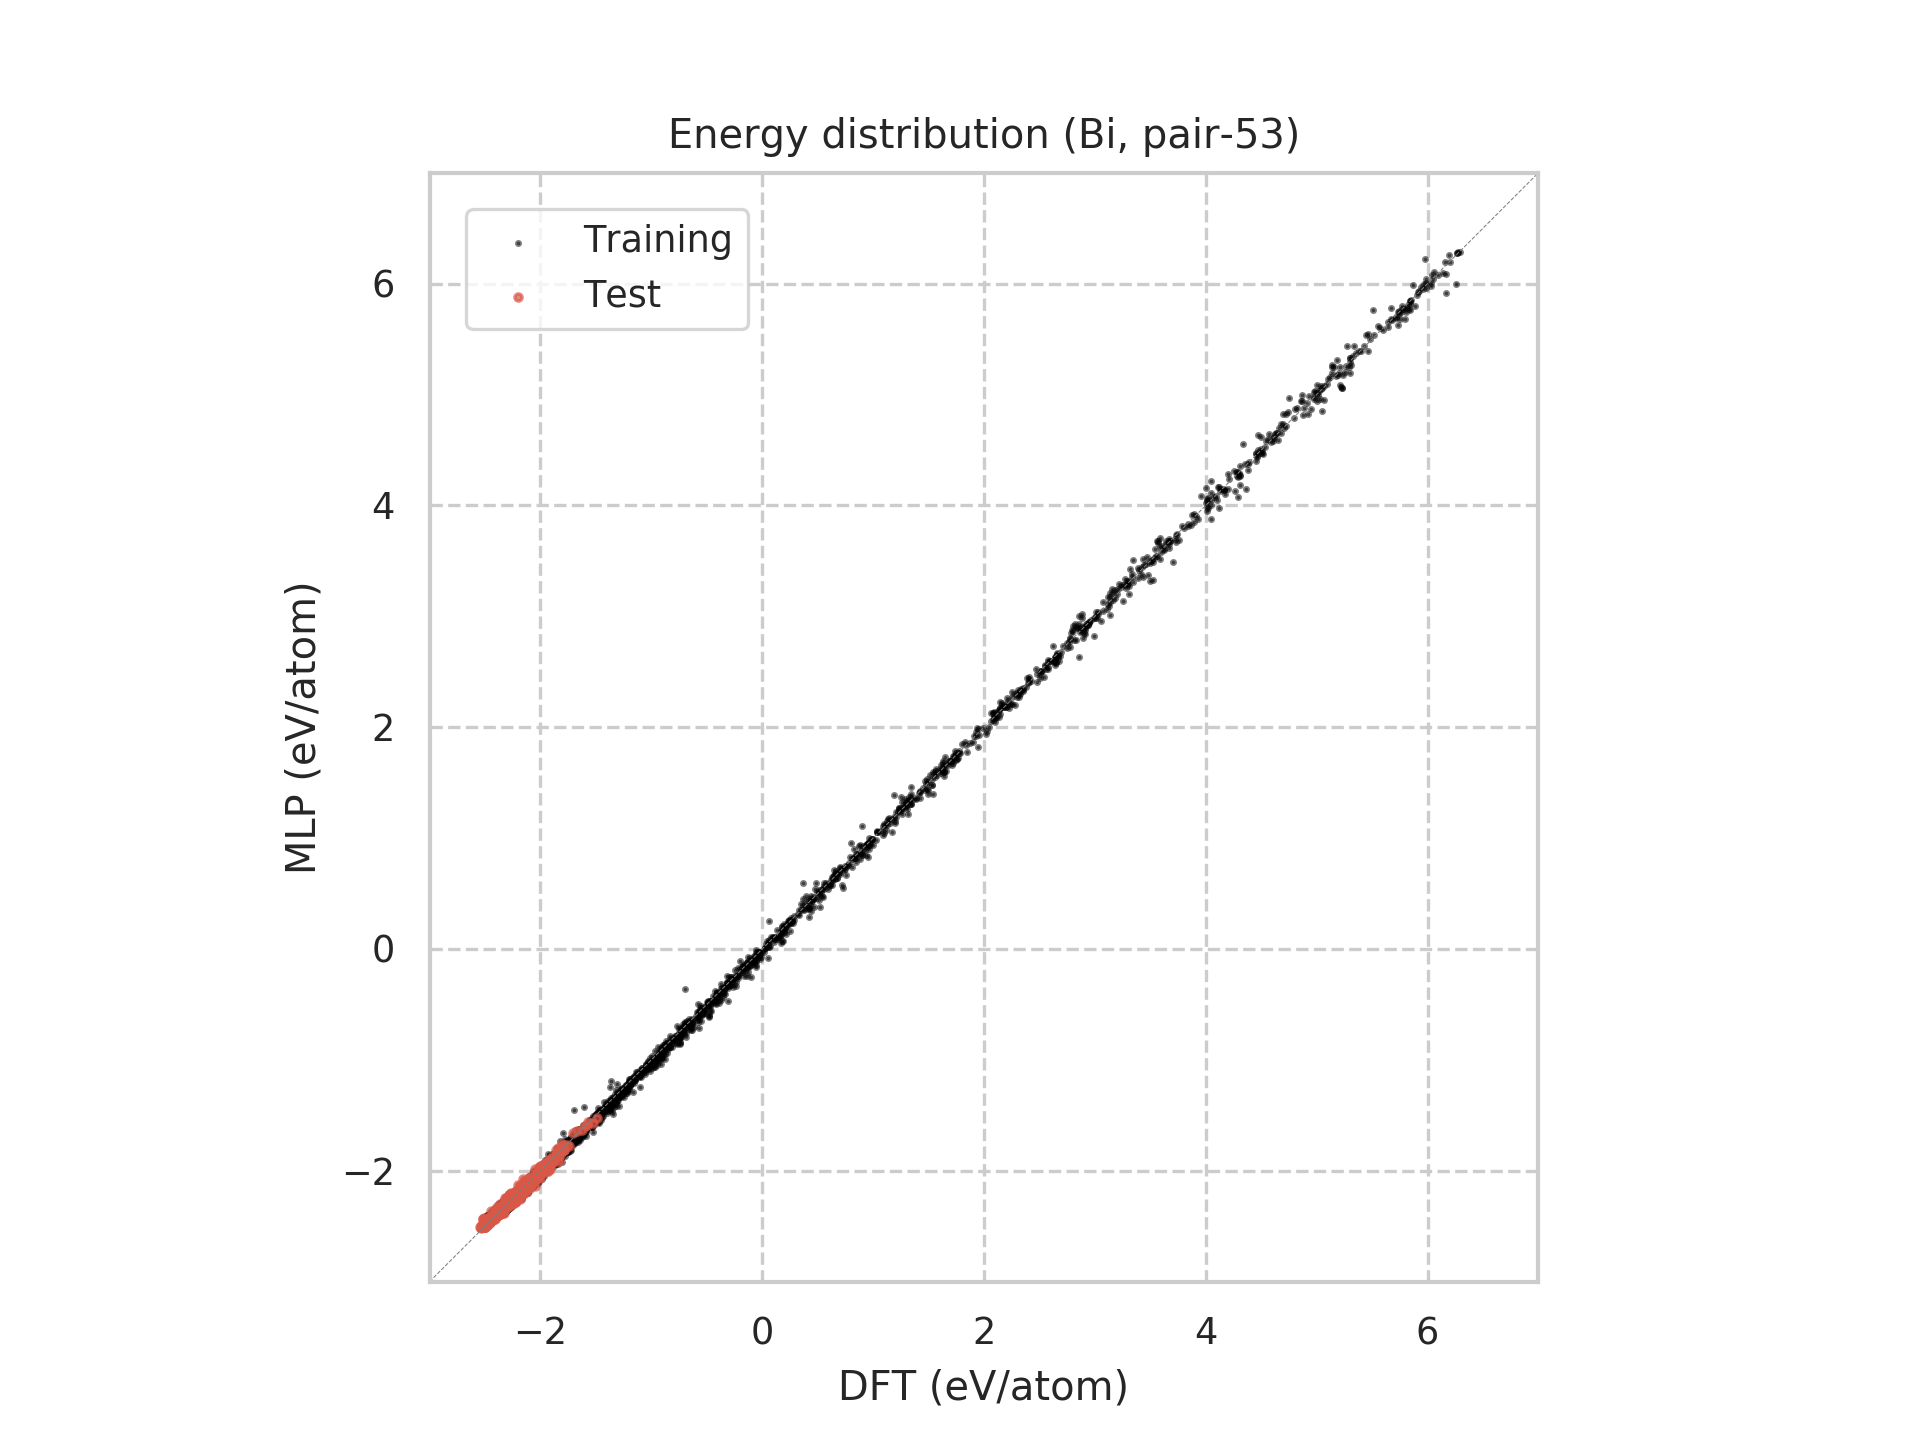 Energy distribution (Bi, pair-53)
Training
Test
6
4
2
0
−2
MLP (eV/atom)
−2
0
2
4
6
DFT (eV/atom)